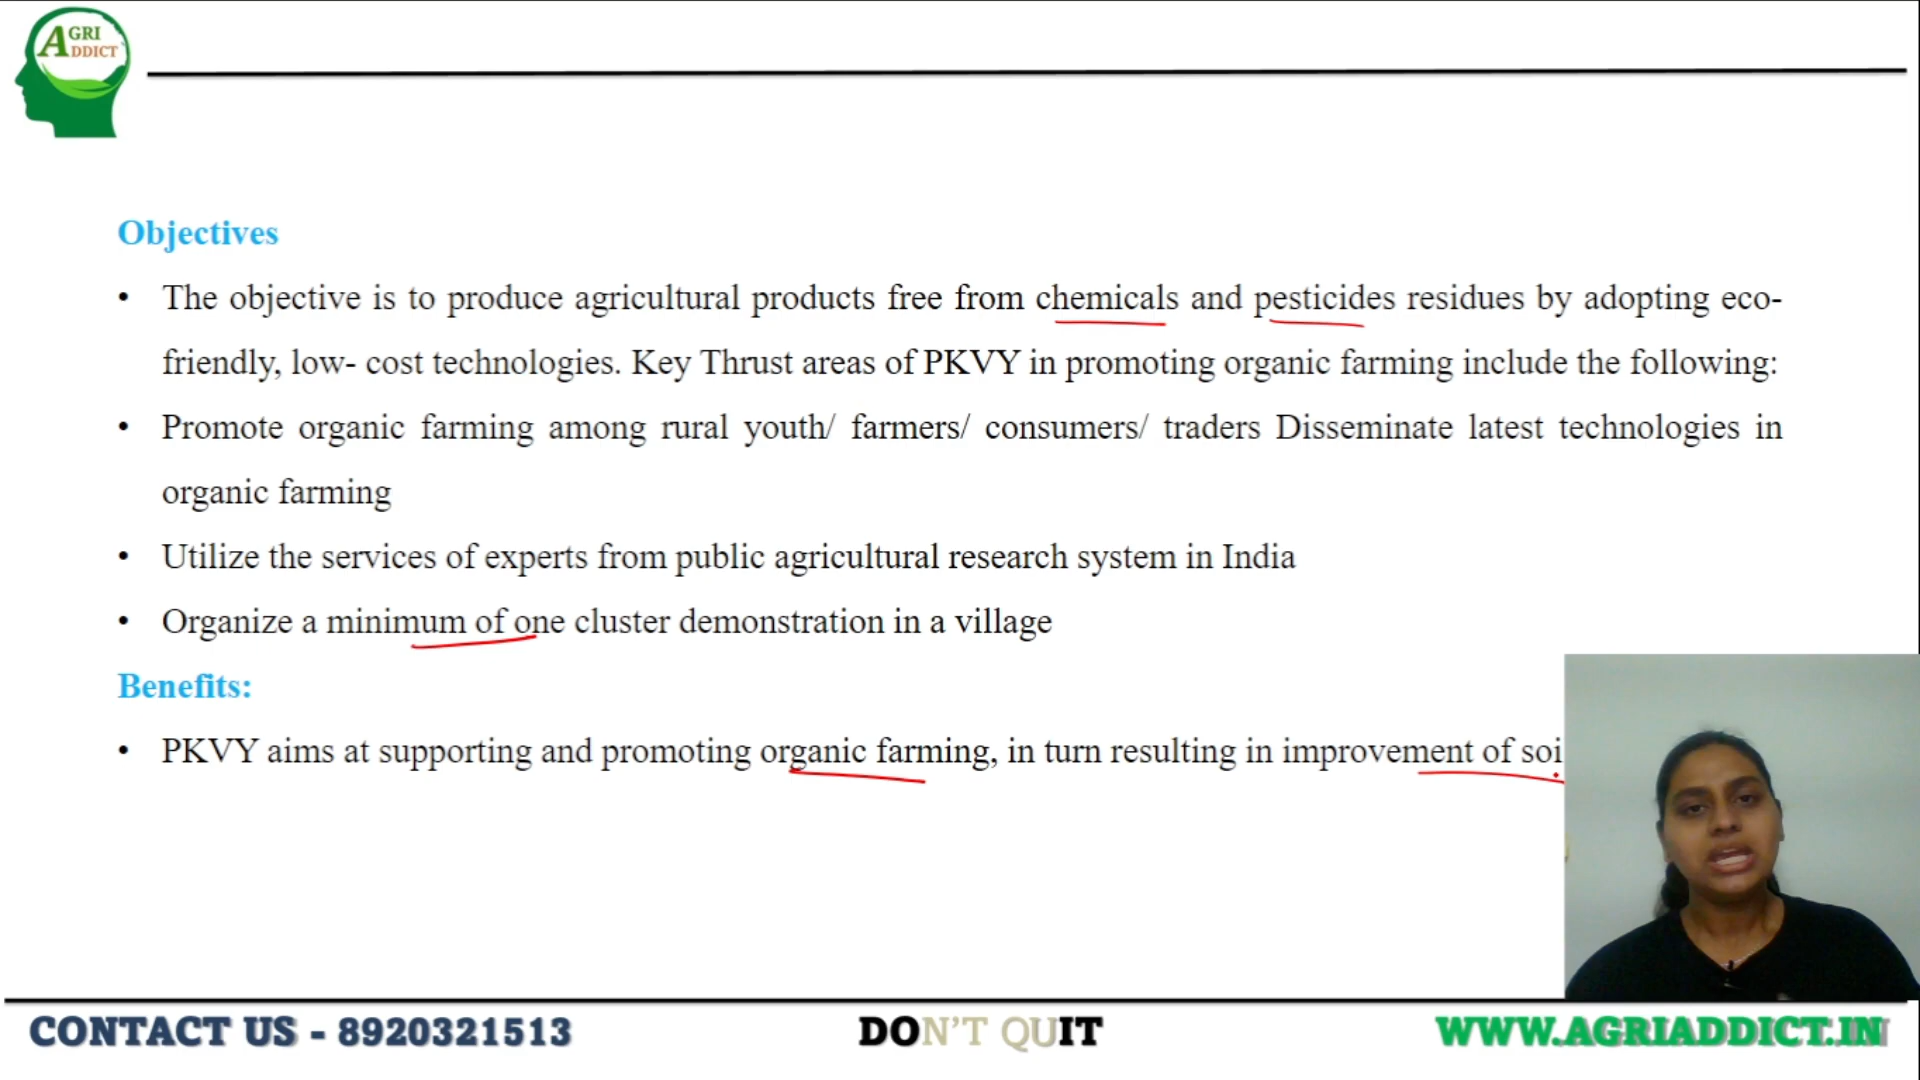 AGRI
ADDICT
Objectives
• The objective is to produce agricultural products free from chemicals and pesticides residues by adopting eco-
friendly, low- cost technologies. Key Thrust areas of PKVY in promoting organic farming include the following:
• Promote organic farming among rural youth/ farmers/ consumers/ traders Disseminate latest technologies in
organic farming
• Utilize the services of experts from public agricultural research system in India
• Organize a minimum of one cluster demonstration in a village
Benefits:
• PKVY aims at supporting and promoting organic farming, in turn resulting in improvement of soi
CONTACT US - 8920321513
DON'T QUIT
WWW.AGRIADDICT.IN